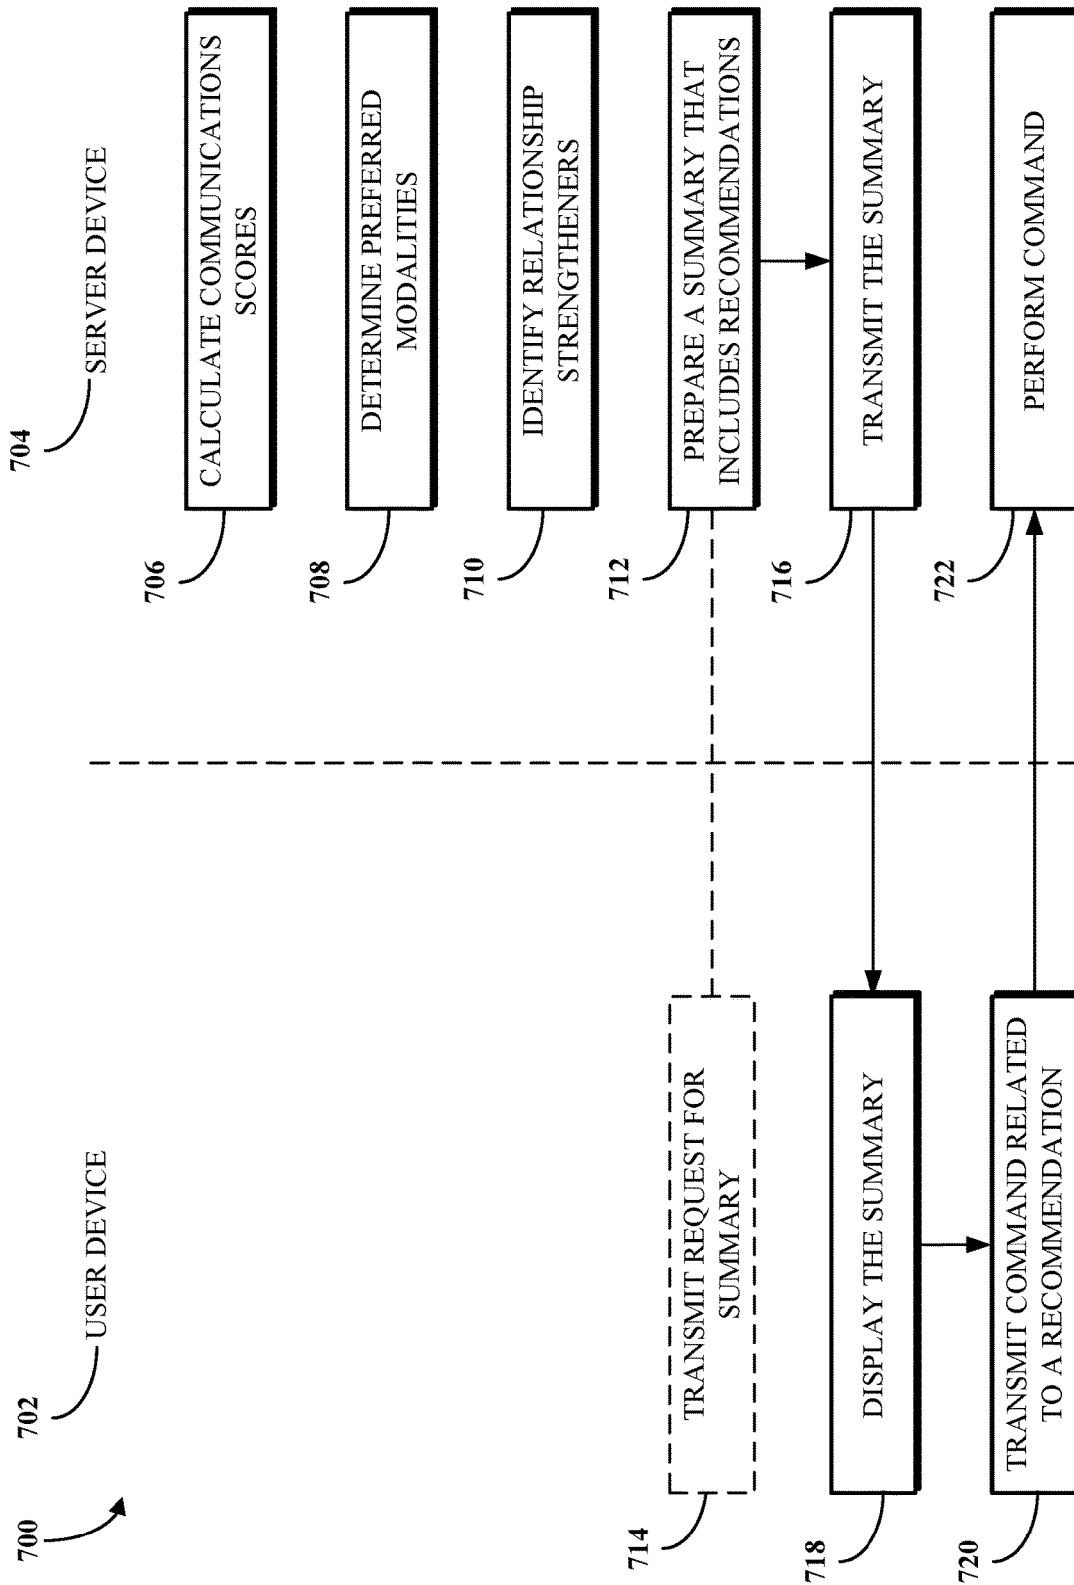 700
702
USER DEVICE
704
SERVER DEVICE
706
CALCULATE COMMUNICATIONS
SCORES
708
DETERMINE PREFERRED
MODALITIES
710
IDENTIFY RELATIONSHIP
STRENGTHENERS
714
TRANSMIT REQUEST FOR
SUMMARY
712
PREPARE A SUMMARY THAT
INCLUDES RECOMMENDATIONS
718
DISPLAY THE SUMMARY
716
TRANSMIT THE SUMMARY
720
TRANSMIT COMMAND RELATED
TO A RECOMMENDATION
722
PERFORM COMMAND